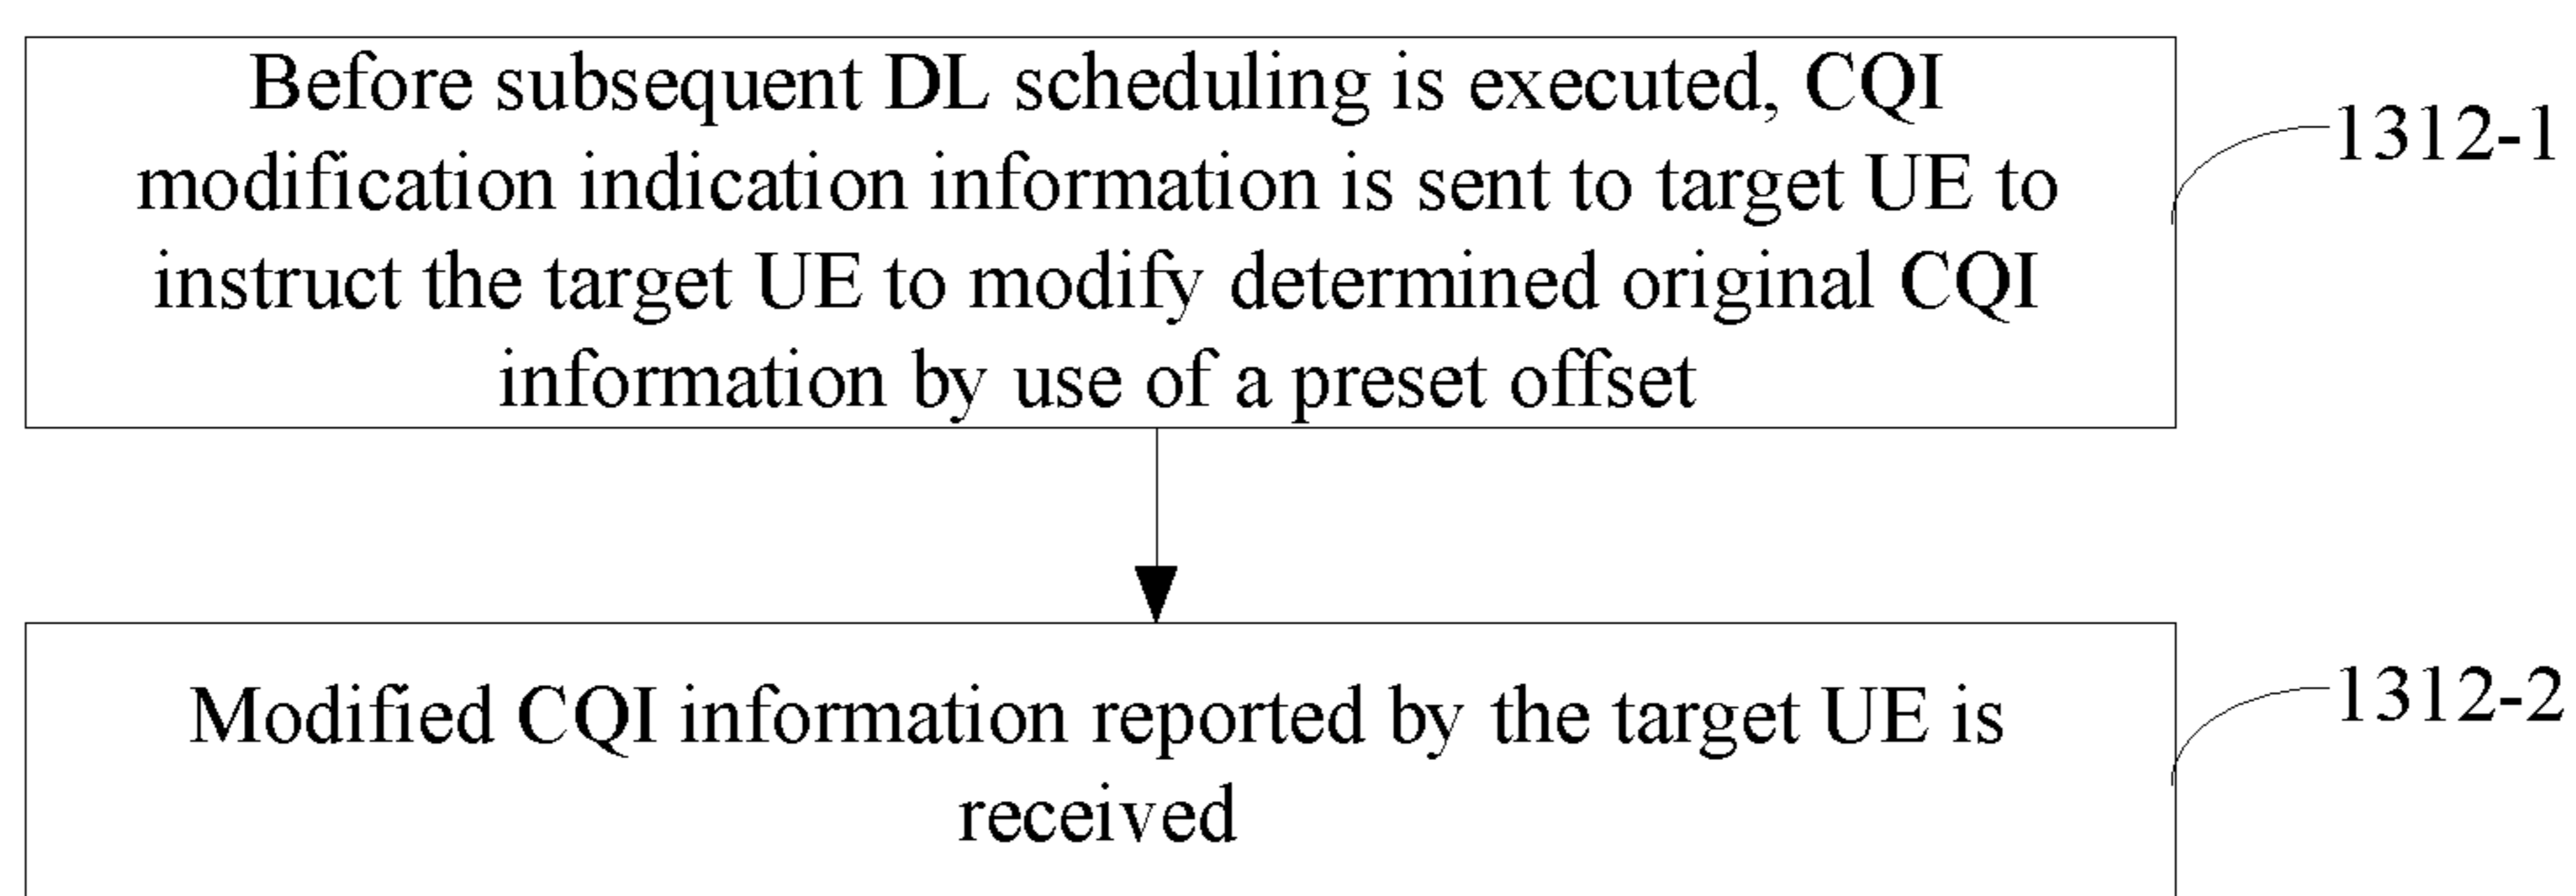 Before subsequent DL scheduling is executed, CQI
modification indication information is sent to target UE to
instruct the target UE to modify determined original CQI
information by use of a preset offset
1312-1
Modified CQI information reported by the target UE is
received
1312-2